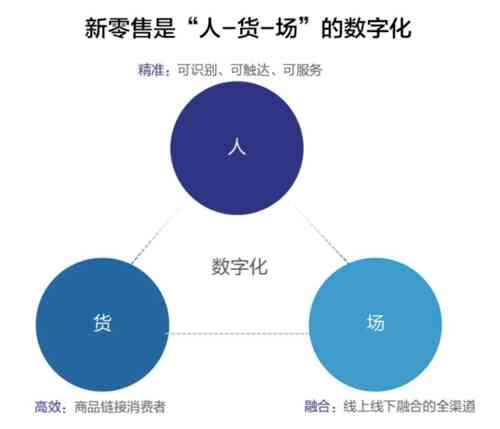 新零售是“人-货-场”的数字化
精准：可识别、可触达、可服务
人
数字化
货
场
高效：商品链接消费者
融合：线上线下融合的全渠道